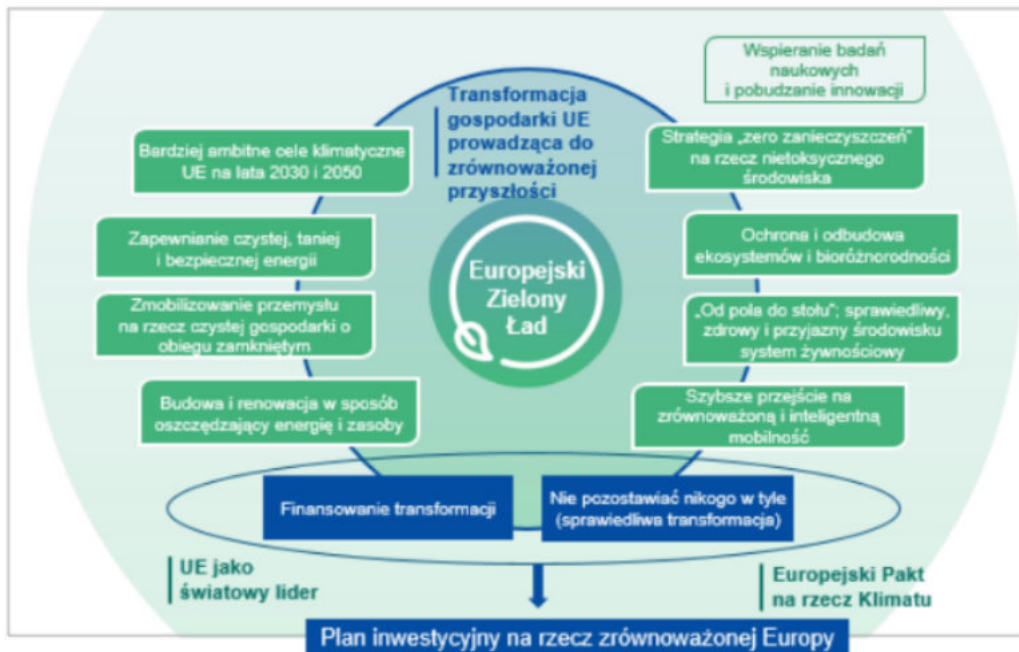 Wspieranie badań
naukowych
i pobudzanie innowacji
Transformacja
gospodarki UE
prowadząca do
zrównoważonej
przyszłości
Bardziej ambitne cele klimatyczne
UE na lata 2030 i 2050
Strategia „zero zanieczyszczeń”
na rzecz nietoksycznego
środowiska
Zapewnianie czystej, taniej
i bezpiecznej energii
Ochrona i odbudowa
ekosystemów i bioróżnorodności
Europejski
Zielony
Ład
Zmobilizowanie przemysłu
na rzecz czystej gospodarki o
obiegu zamkniętym
„Od pola do stołu”; sprawiedliwy,
zdrowy i przyjazny środowisku
system żywnościowy
Budowa i renowacja w sposób
oszczędzający energię i zasoby
Szybsze przejście na
zrównoważoną i inteligentną
mobilność
Finansowanie transformacji
Nie pozostawiać nikogo w tyle
(sprawiedliwa transformacja)
UE jako
światowy lider
Europejski Pakt
na rzecz Klimatu
Plan inwestycyjny na rzecz zrównoważonej Europy